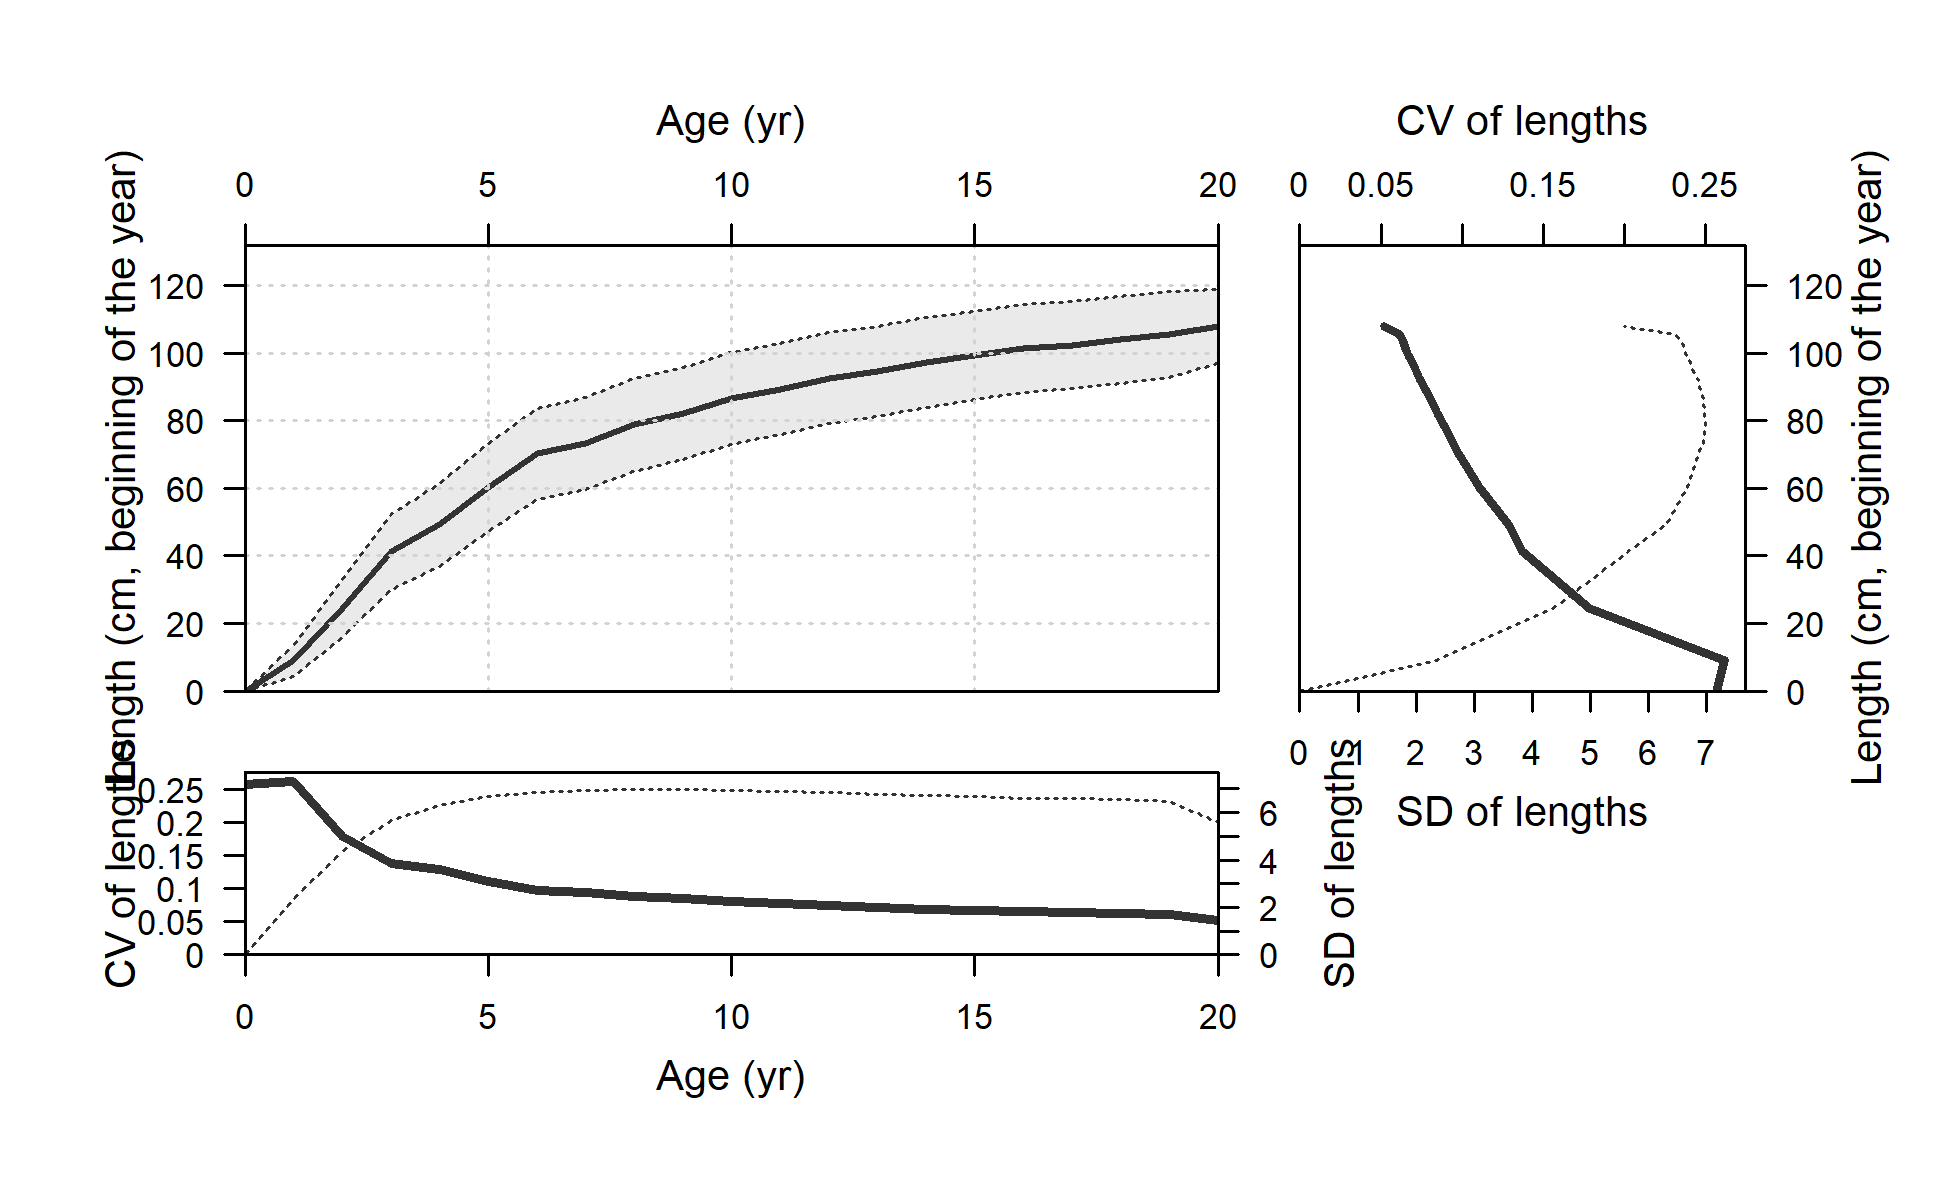 Age (yr)
CV of lengths
0 5 10 15 20
0 0.05 0.15 0.25
Length (cm, beginning of the year)
120
100
80
60
40
20
0
120
100
80
60
40
20
0
Length (cm, beginning of the year)
0 1 2 3 4 5 6 7
SD of lengths
CV of lengths
0.25
0.2
0.15
0.1
0.05
0
6
4
2
0
SD of lengths
0 5 10 15 20
Age (yr)